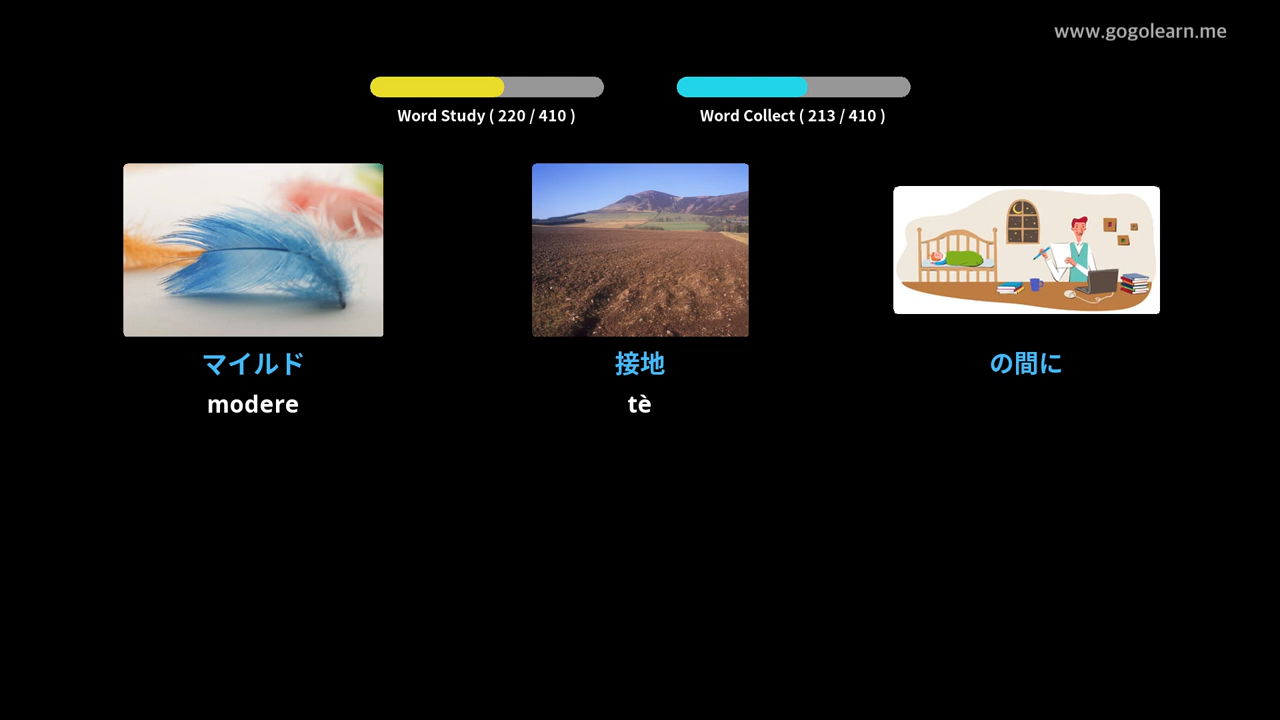 www.gogolearn.me
Word Study ( 220 / 410 )
Word Collect ( 213 / 410 )
マイルド
modere
接地
tè
の間に